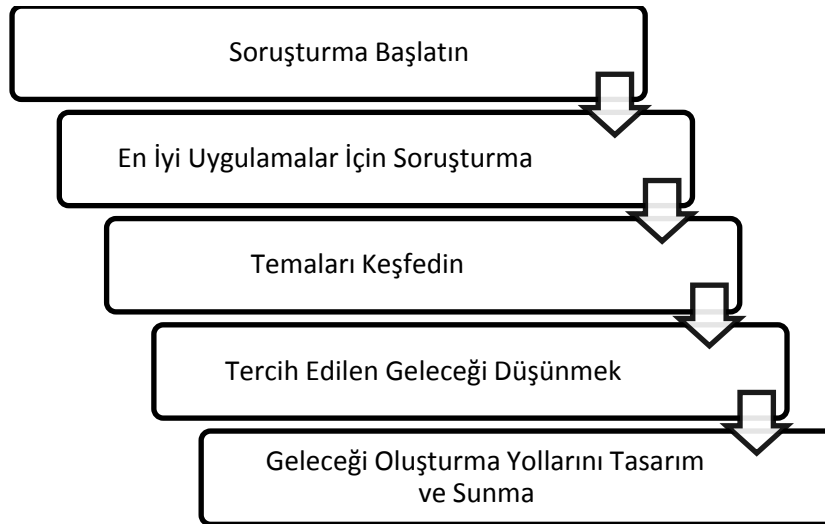 Soruşturma Başlatın
En İyi Uygulamalar İçin Soruşturma
Temaları Keşfedin
Tercih Edilen Geleceği Düşünmek
Geleceği Oluşturma Yollarını Tasarım
ve Sunma